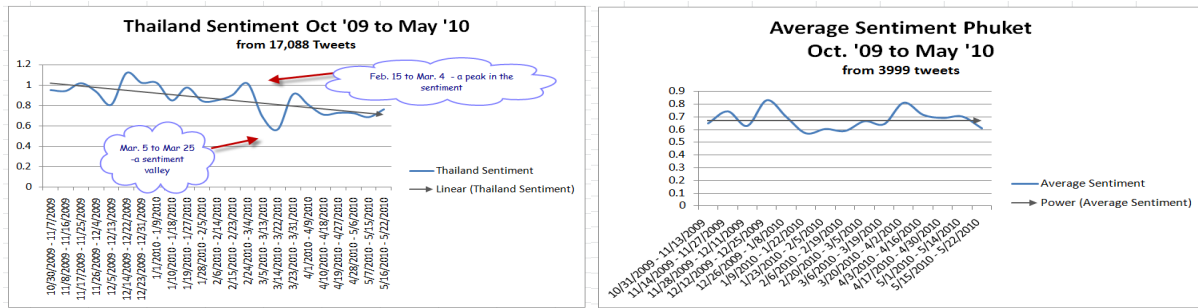 Thailand Sentiment Oct '09 to May '10
from 17,088 Tweets
1.2
1
0.8
0.6
0.4
0.2
0
Feb. 15 to Mar. 4 - a peak in the
sentiment
Mar. 5 to Mar 25
-a sentiment
valley
Thailand Sentiment
Linear (Thailand Sentiment)
10/30/2009 - 11/7/2009
11/8/2009 - 11/16/2009
11/17/2009 - 11/25/2009
11/26/2009 - 12/4/2009
12/5/2009 - 12/13/2009
12/14/2009 - 12/22/2009
12/23/2009 - 12/31/2009
1/1/2010 - 1/9/2010
1/10/2010 - 1/18/2010
1/19/2010 - 1/27/2010
1/28/2010 - 2/5/2010
2/6/2010 - 2/14/2010
2/15/2010 - 2/23/2010
2/24/2010 - 3/4/2010
3/5/2010 - 3/13/2010
3/14/2010 - 3/22/2010
3/23/2010 - 3/31/2010
4/1/2010 - 4/9/2010
4/10/2010 - 4/18/2010
4/19/2010 - 4/27/2010
4/28/2010 - 5/6/2010
5/7/2010 - 5/15/2010
5/16/2010 - 5/22/2010
Average Sentiment Phuket
Oct. '09 to May '10
from 3999 tweets
0.9
0.8
0.7
0.6
0.5
0.4
0.3
0.2
0.1
0
Average Sentiment
Power (Average Sentiment)
10/31/2009 - 11/13/2009
11/14/2009 - 11/27/2009
11/28/2009 - 12/11/2009
12/12/2009 - 12/25/2009
12/26/2009 - 1/8/2010
1/9/2010 - 1/22/2010
1/23/2010 - 2/5/2010
2/6/2010 - 2/19/2010
2/20/2010 - 3/5/2010
3/6/2010 - 3/19/2010
3/20/2010 - 4/2/2010
4/3/2010 - 4/16/2010
4/17/2010 - 4/30/2010
5/1/2010 - 5/14/2010
5/15/2010 - 5/22/2010